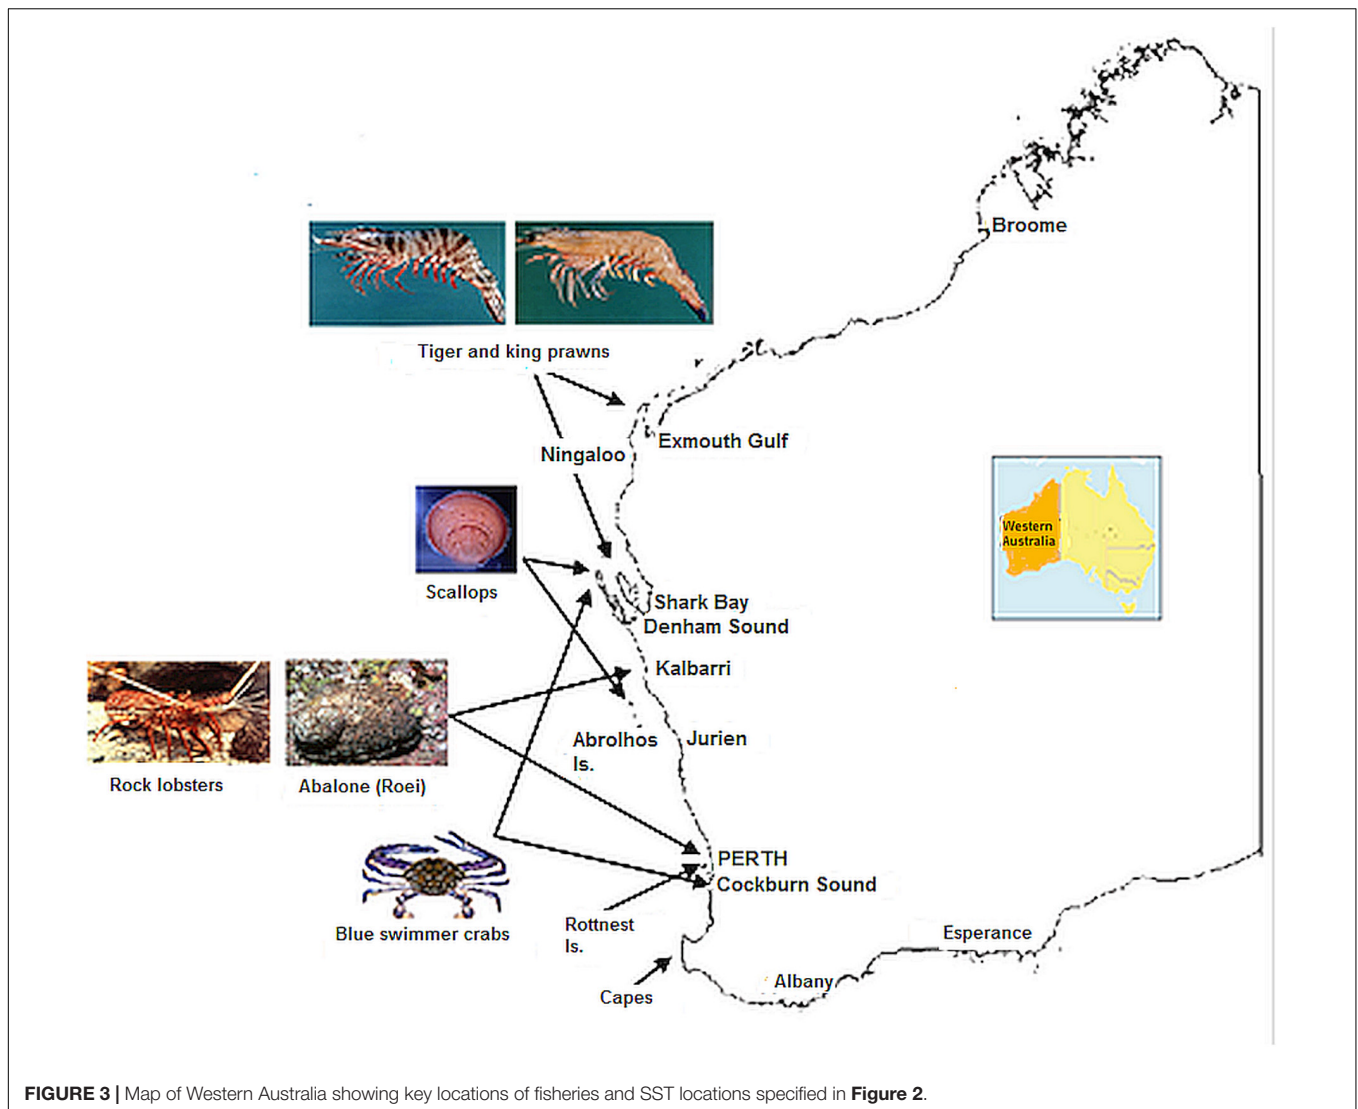 Broome
Tiger and king prawns
Exmouth Gulf
Ningaloo
Western
Australia
Scallops
Shark Bay
Denham Sound
Kalbarri
Abrolhos
Is.
Jurien
Rock lobsters
Abalone (Roei)
PERTH
Cockburn Sound
Blue swimmer crabs
Rottnest
Is.
Esperance
Albany
Capes
FIGURE 3 | Map of Western Australia showing key locations of fisheries and SST locations specified in Figure 2.